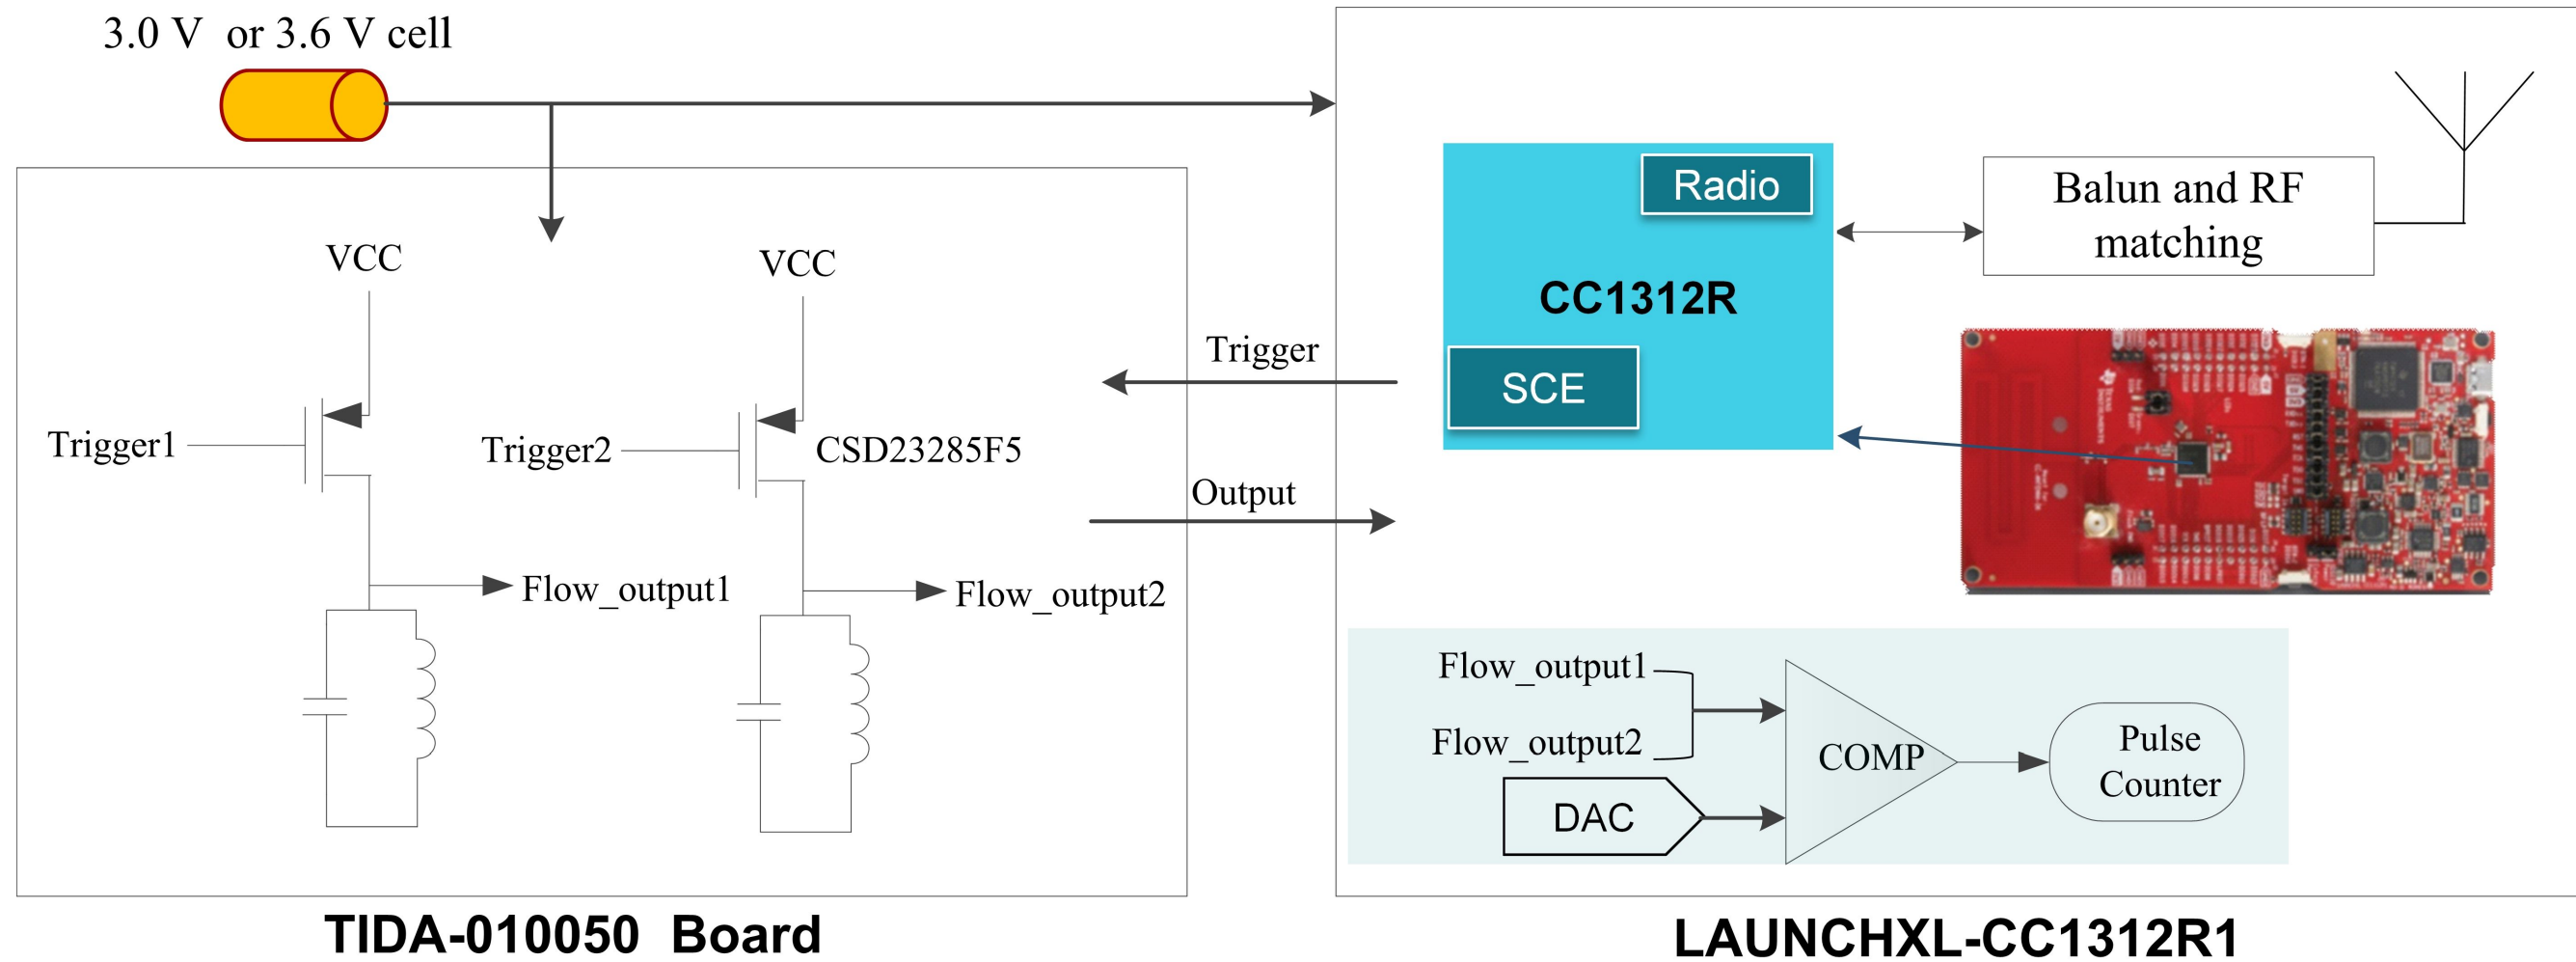 3.0 V or 3.6 V cell
VCC
VCC
Trigger1
Trigger2
CSD23285F5
Flow_output1
Flow_output2
TIDA-010050 Board
Trigger
Output
Radio
CC1312R
SCE
Balun and RF
matching
Flow_output1
Flow_output2
DAC
COMP
Pulse
Counter
LAUNCHXL-CC1312R1